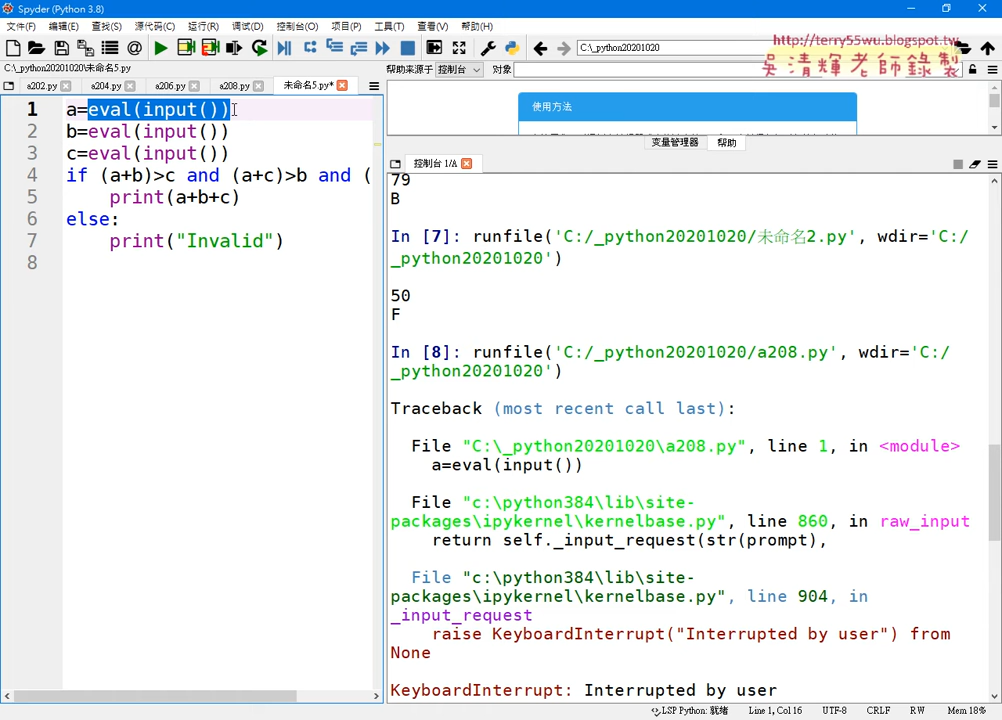 Spyder (Python 3.8)
文件(F) 编辑(E) 查找(S) 源代码(C) 运行(R) 调试(D) 控制台(O) 项目(P) 工具(T) 查看(V) 帮助(H)
C:\_python20201020
http://terry55wu.blogspot.tw
吳清輝老師錄製
C:\_python20201020\未命名5.py
帮助来源于 控制台 对象
a202.py a204.py a206.py a208.py 未命名5.py*
使用方法
变量管理器 帮助
控制台 1/A
1 a=eval(input())
2 b=eval(input())
3 c=eval(input())
4 if (a+b)>c and (a+c)>b and (
5 print(a+b+c)
6 else:
7 print("Invalid")
8
79
B
In [7]: runfile('C:/_python20201020/未命名2.py', wdir='C:/
_python20201020')
50
F
In [8]: runfile('C:/_python20201020/a208.py', wdir='C:/
_python20201020')
Traceback (most recent call last):
File "C:\_python20201020\a208.py", line 1, in <module>
a=eval(input())
File "c:\python384\lib\site-
packages\ipykernel\kernelbase.py", line 860, in raw_input
return self._input_request(str(prompt),
File "c:\python384\lib\site-
packages\ipykernel\kernelbase.py", line 904, in
_input_request
raise KeyboardInterrupt("Interrupted by user") from
None
KeyboardInterrupt: Interrupted by user
LSP Python: 就绪 Line 1, Col 16 UTF-8 CRLF RW Mem 18%